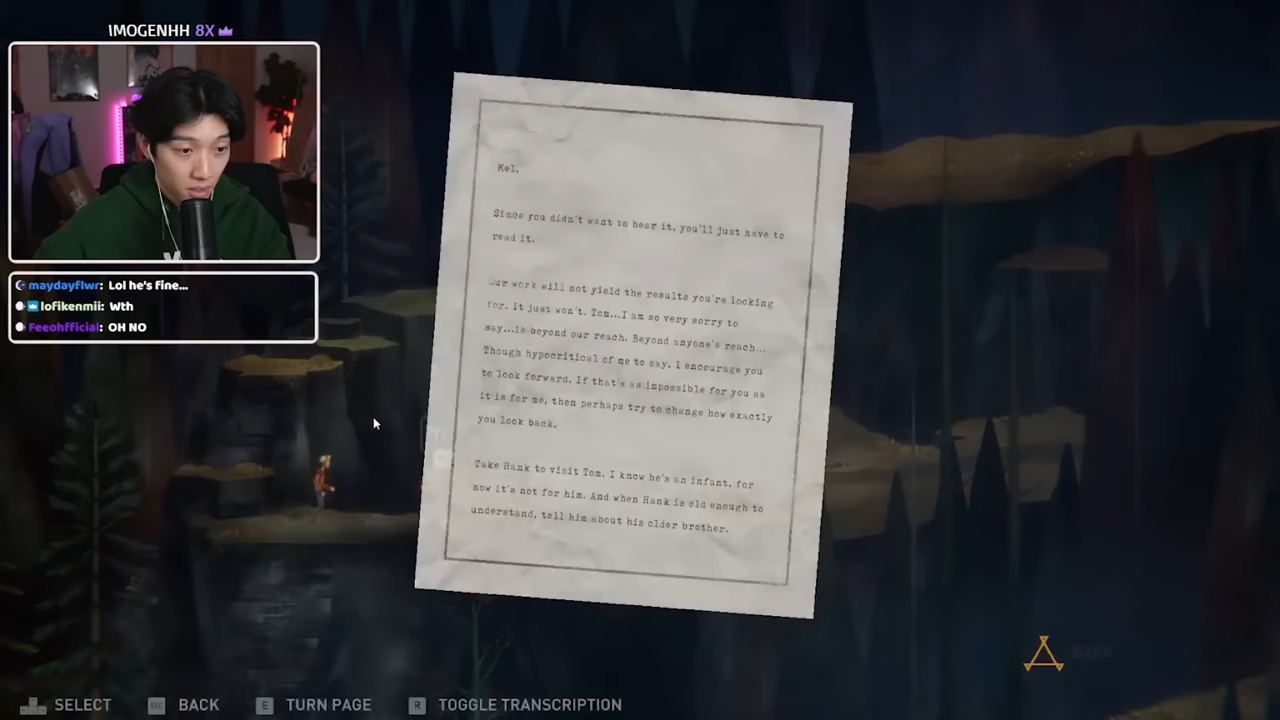 IMOGENHH 8X
maydayflwr: Lol he's fine...
lofikenmii: Wth
Feeohfficial: OH NO
Mel,
Since you didn't want to hear it, you'll just have to
read it.
Our work will not yield the results you're looking
for. It just won't. Tom...I am so very sorry to
say...is beyond our reach. Beyond anyone's reach...
Though hypocritical of me to say, I encourage you
to look forward. If that's as impossible for you as
it is for me, then perhaps try to change how exactly
you look back.
Take Hank to visit Tom. I know he's an infant, for
now it's not for him. And when Hank is old enough to
understand, tell him about his older brother.
BACK
SELECT ESC BACK E TURN PAGE R TOGGLE TRANSCRIPTION